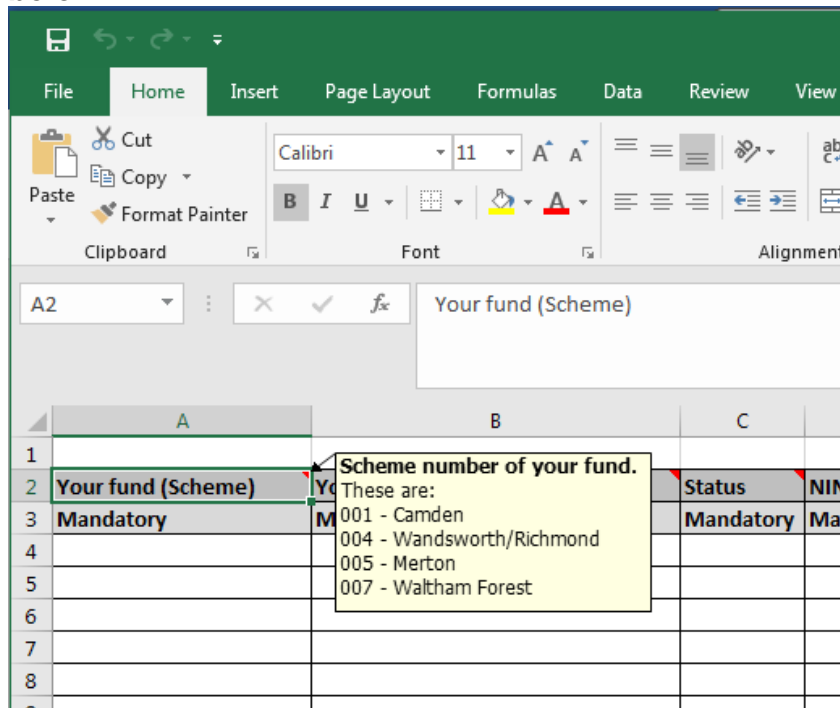 File Home Insert Page Layout Formulas Data Review View
Cut
Copy
Format Painter
Paste
Calibri 11 A A
B I U A
Clipboard Font Alignment
A2 fx Your fund (Scheme)
A B C
1
Scheme number of your fund.
These are:
001 - Camden
004 - Wandsworth/Richmond
005 - Merton
007 - Waltham Forest
2 Your fund (Scheme) Status
3 Mandatory Mandatory
4
5
6
7
8